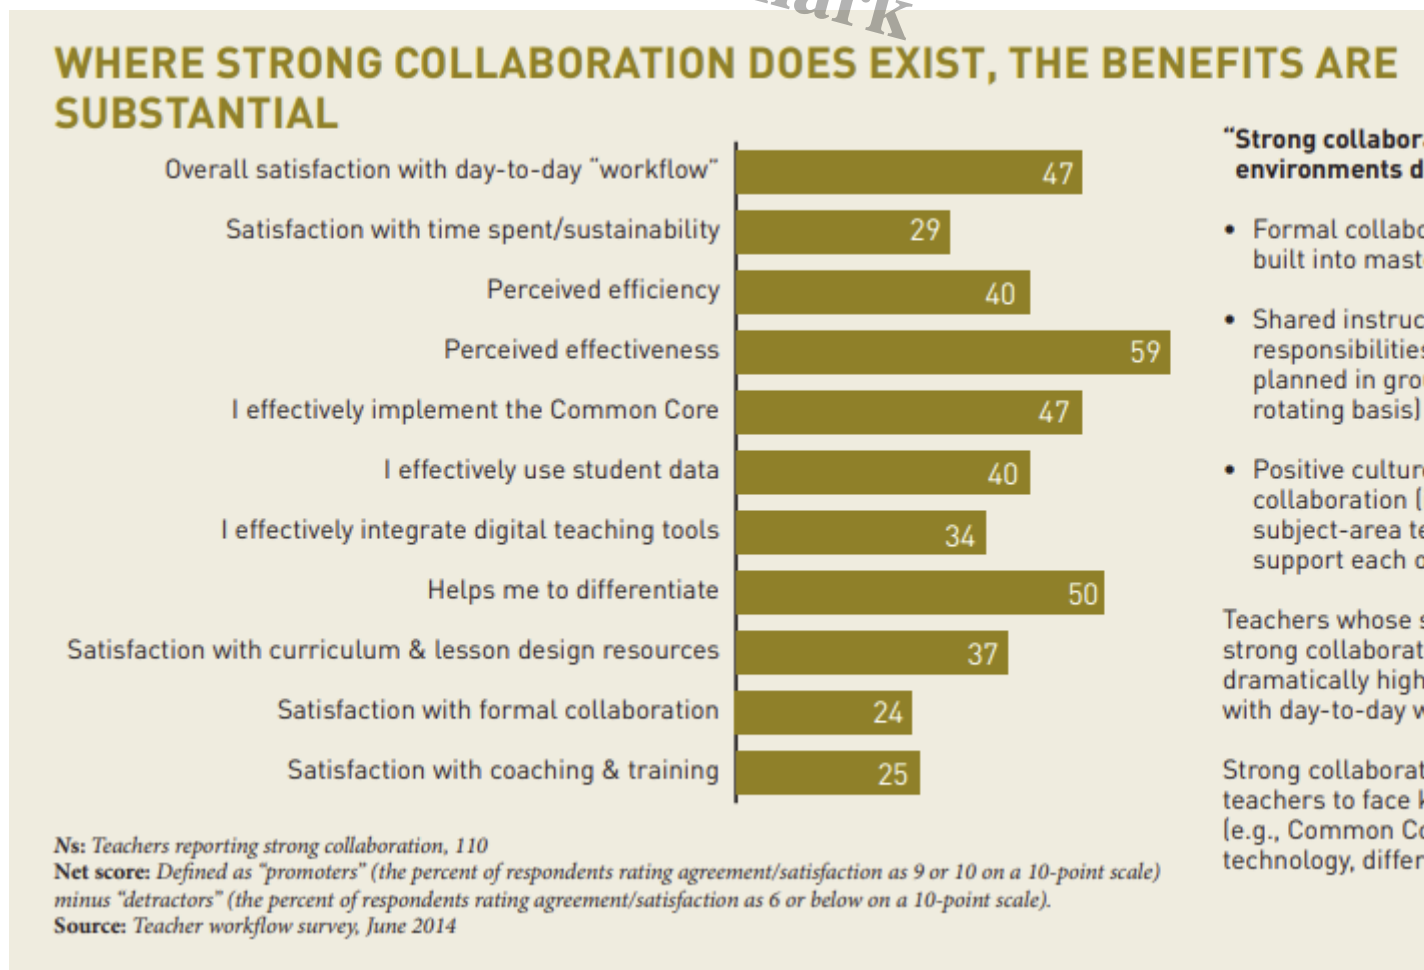 WHERE STRONG COLLABORATION DOES EXIST, THE BENEFITS ARE
SUBSTANTIAL
Overall satisfaction with day-to-day “workflow” 47
Satisfaction with time spent/sustainability 29
Perceived efficiency 40
Perceived effectiveness 59
I effectively implement the Common Core 47
I effectively use student data 40
I effectively integrate digital teaching tools 34
Helps me to differentiate 50
Satisfaction with curriculum & lesson design resources 37
Satisfaction with formal collaboration 24
Satisfaction with coaching & training 25
Ns: Teachers reporting strong collaboration, 110
Net score: Defined as “promoters” (the percent of respondents rating agreement/satisfaction as 9 or 10 on a 10-point scale)
minus “detractors” (the percent of respondents rating agreement/satisfaction as 6 or below on a 10-point scale).
Source: Teacher workflow survey, June 2014
“Strong
environments
• Formal
built into
• Shared
responsibilities
planned in
rotating basis)
• Positive
collaboration
subject-area
support each
Teachers whose
strong
dramatically
with day-to-day
Strong
teachers to face
(e.g., Common
technology,